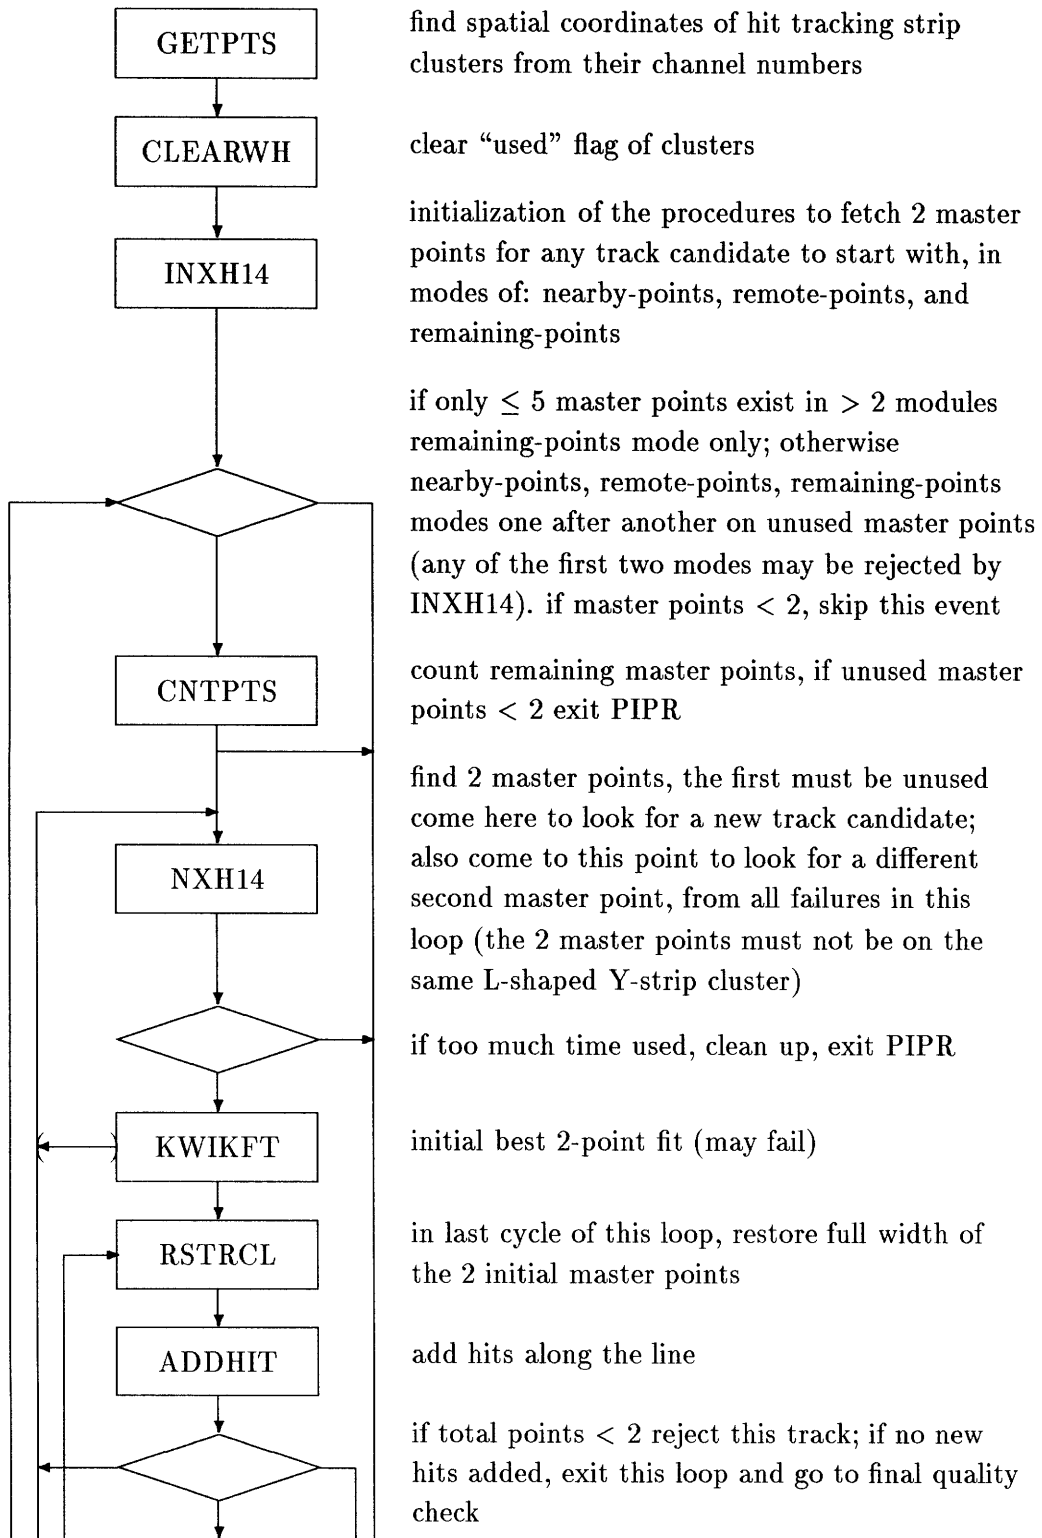 GETPTS
find spatial coordinates of hit tracking strip
clusters from their channel numbers
CLEARWH
clear “used” flag of clusters
INXH14
initialization of the procedures to fetch 2 master
points for any track candidate to start with, in
modes of: nearby-points, remote-points, and
remaining-points
if only ≤ 5 master points exist in > 2 modules
remaining-points mode only; otherwise
nearby-points, remote-points, remaining-points
modes one after another on unused master points
(any of the first two modes may be rejected by
INXH14). if master points < 2, skip this event
CNTPTS
count remaining master points, if unused master
points < 2 exit PIPR
NXH14
find 2 master points, the first must be unused
come here to look for a new track candidate;
also come to this point to look for a different
second master point, from all failures in this
loop (the 2 master points must not be on the
same L-shaped Y-strip cluster)
if too much time used, clean up, exit PIPR
KWIKFT
initial best 2-point fit (may fail)
RSTRCL
in last cycle of this loop, restore full width of
the 2 initial master points
ADDHIT
add hits along the line
if total points < 2 reject this track; if no new
hits added, exit this loop and go to final quality
check